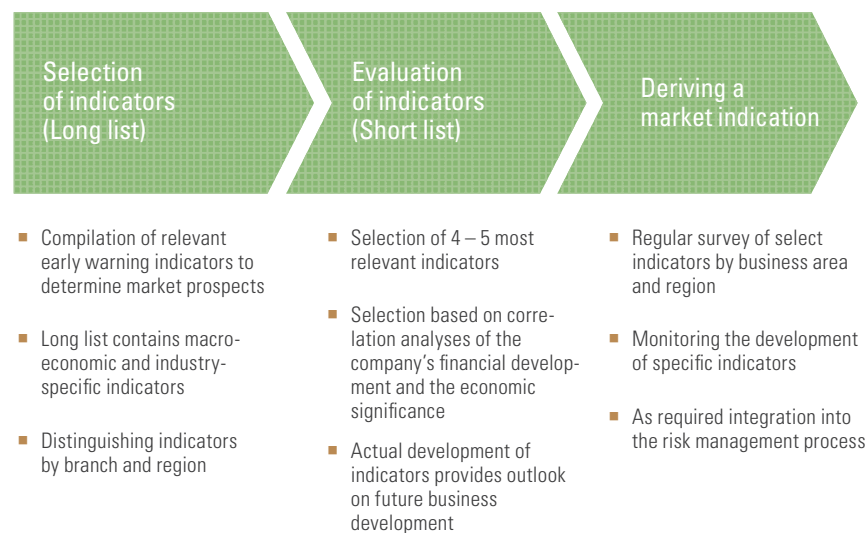 Selection
of indicators
(Long list)
Evaluation
of indicators
(Short list)
Deriving a
market indication
■ Compilation of relevant
early warning indicators to
determine market prospects
■ Long list contains macro-
economic and industry-
specific indicators
■ Distinguishing indicators
by branch and region
■ Selection of 4 – 5 most
relevant indicators
■ Selection based on corre-
lation analyses of the
company's financial develop-
ment and the economic
significance
■ Actual development of
indicators provides outlook
on future business
development
■ Regular survey of select
indicators by business area
and region
■ Monitoring the development
of specific indicators
■ As required integration into
the risk management process